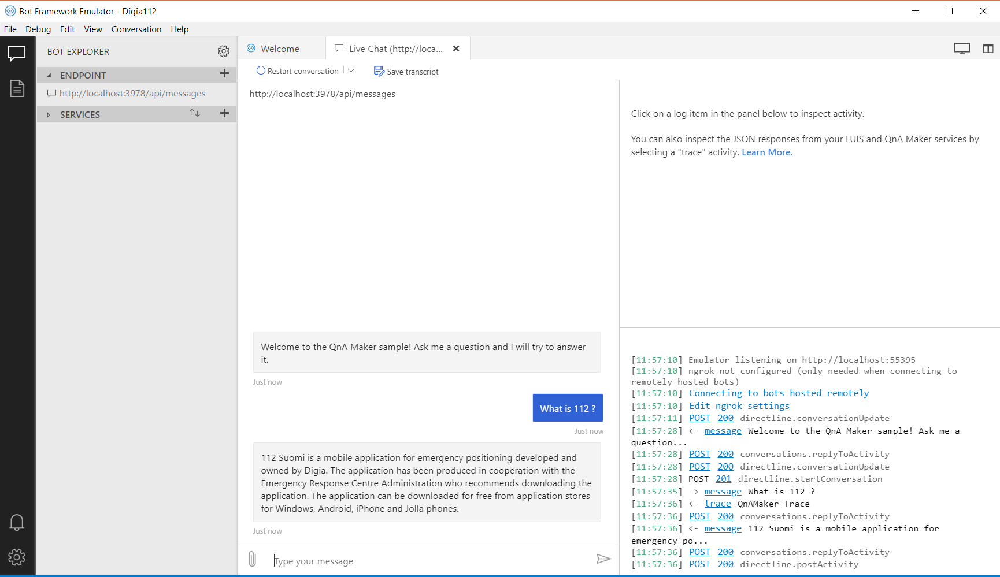 Bot Framework Emulator - Digia112
File Debug Edit View Conversation Help
BOT EXPLORER
ENDPOINT
http://localhost:3978/api/messages
SERVICES
Welcome
Live Chat (http://loca...
Restart conversation
Save transcript
http://localhost:3978/api/messages
Welcome to the QnA Maker sample! Ask me a question and I will try to answer
it.
Just now
What is 112 ?
Just now
112 Suomi is a mobile application for emergency positioning developed and
owned by Digia. The application has been produced in cooperation with the
Emergency Response Centre Administration who recommends downloading the
application. The application can be downloaded for free from application stores
for Windows, Android, iPhone and Jolla phones.
Just now
Type your message
Click on a log item in the panel below to inspect activity.
You can also inspect the JSON responses from your LUIS and QnA Maker services by
selecting a "trace" activity. Learn More.
[11:57:10] Emulator listening on http://localhost:55395
[11:57:10] ngrok not configured (only needed when connecting to
remotely hosted bots)
[11:57:10] Connecting to bots hosted remotely
[11:57:10] Edit ngrok settings
[11:57:11] POST 200 directline.conversationUpdate
[11:57:28] <- message Welcome to the QnA Maker sample! Ask me a
question...
[11:57:28] POST 200 conversations.replyToActivity
[11:57:28] POST 200 directline.conversationUpdate
[11:57:28] POST 201 directline.startConversation
[11:57:35] -> message What is 112 ?
[11:57:36] <- trace QnAMaker Trace
[11:57:36] POST 200 conversations.replyToActivity
[11:57:36] <- message 112 Suomi is a mobile application for
emergency po...
[11:57:36] POST 200 conversations.replyToActivity
[11:57:36] POST 200 directline.postActivity